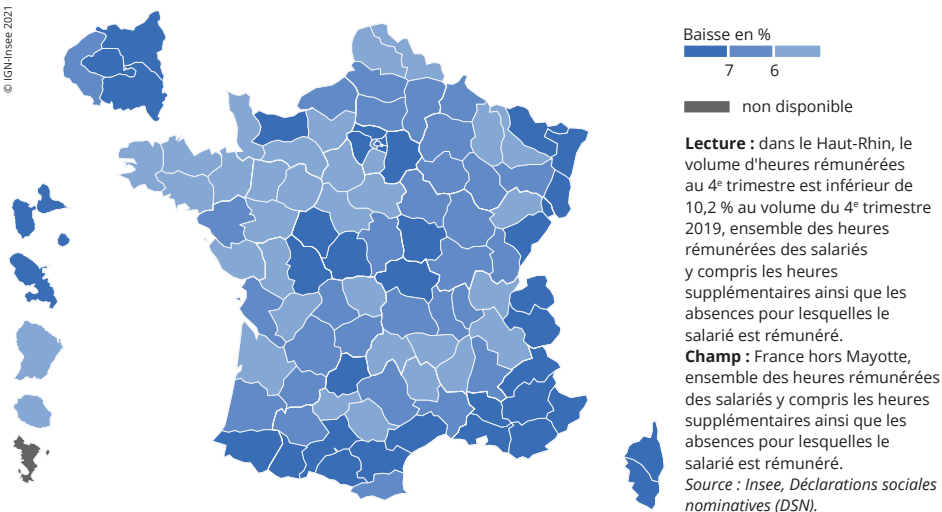 © IGN-Insee 2021
Baisse en %
7 6
non disponible
Lecture : dans le Haut-Rhin, le
volume d'heures rémunérées
au 4e trimestre est inférieur de
10,2 % au volume du 4e trimestre
2019, ensemble des heures
rémunérées des salariés
y compris les heures
supplémentaires ainsi que les
absences pour lesquelles le
salarié est rémunéré.
Champ : France hors Mayotte,
ensemble des heures rémunérées
des salariés y compris les heures
supplémentaires ainsi que les
absences pour lesquelles le
salarié est rémunéré.
Source : Insee, Déclarations sociales
nominatives (DSN).